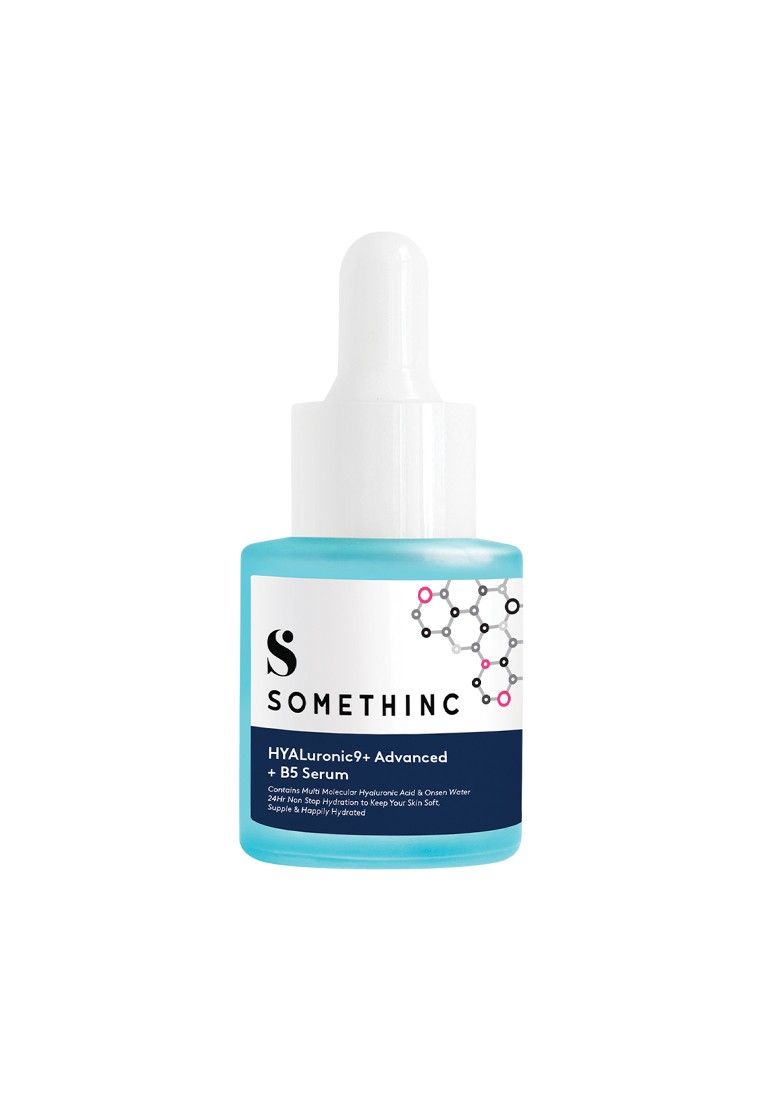 S
SOMETHINC
HYALuronic9+ Advanced
+ B5 Serum
Contains Multi Molecular Hyaluronic Acid & Onsen Water
24Hr Non Stop Hydration to Keep Your Skin Soft,
Supple & Happily Hydrated